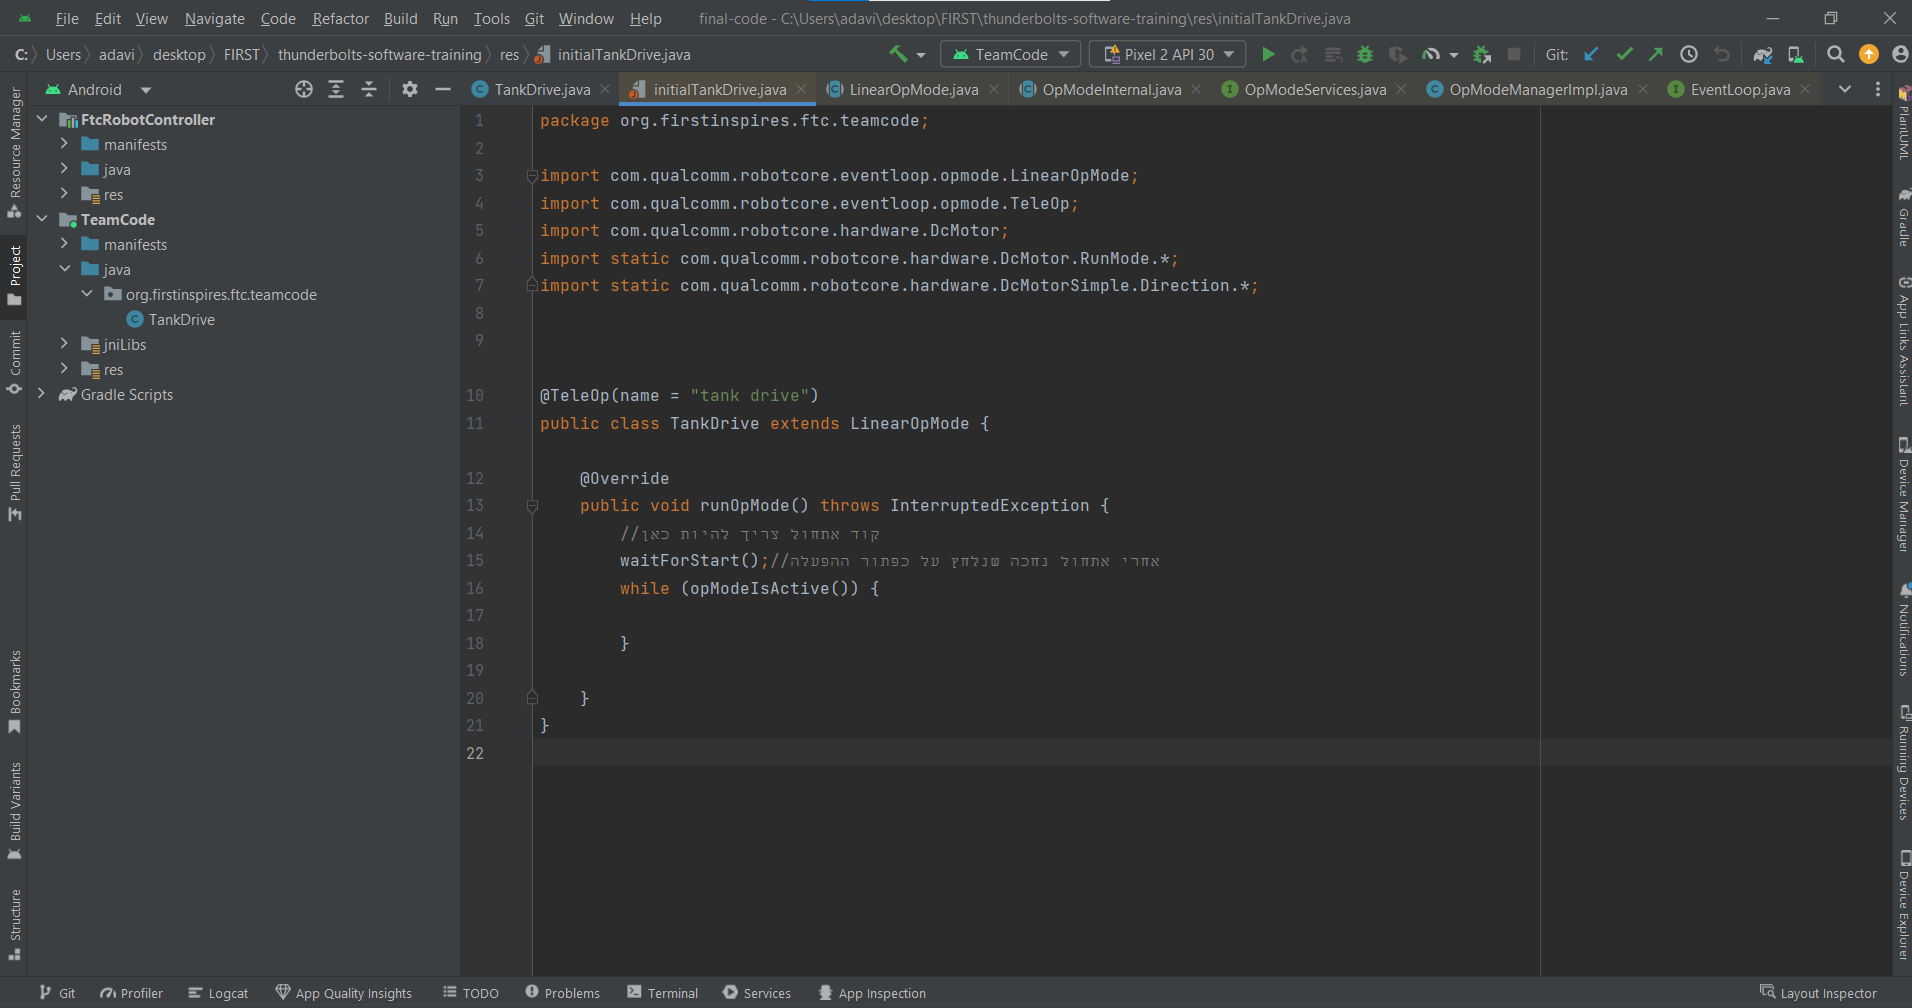 File Edit View Navigate Code Refactor Build Run Tools Git Window Help final-code - C:\Users\adavi\desktop\FIRST\thunderbolts-software-training\res\initialTankDrive.java
C: Users adavi desktop FIRST thunderbolts-software-training res initialTankDrive.java TeamCode Pixel 2 API 30 Git:
Android TankDrive.java initialTankDrive.java LinearOpMode.java OpModeInternal.java OpModeServices.java OpModeManagerImpl.java EventLoop.java
Resource Manager
Project
Commit
Pull Requests
Bookmarks
Build Variants
Structure
FtcRobotController
manifests
java
res
TeamCode
manifests
java
org.firstinspires.ftc.teamcode
TankDrive
jniLibs
res
Gradle Scripts
1 package org.firstinspires.ftc.teamcode;
2
3 import com.qualcomm.robotcore.eventloop.opmode.LinearOpMode;
4 import com.qualcomm.robotcore.eventloop.opmode.TeleOp;
5 import com.qualcomm.robotcore.hardware.DcMotor;
6 import static com.qualcomm.robotcore.hardware.DcMotor.RunMode.*;
7 import static com.qualcomm.robotcore.hardware.DcMotorSimple.Direction.*;
8
9
10 @TeleOp(name = "tank drive")
11 public class TankDrive extends LinearOpMode {
12 @Override
13 public void runOpMode() throws InterruptedException {
14 //קוד אתחול צריך להיות כאן
15 waitForStart();//אחרי אתחול נחכה שנלחץ על כפתור ההפעלה
16 while (opModeIsActive()) {
17
18 }
19
20 }
21 }
22
PlantUML
Gradle
App Links Assistant
Device Manager
Notifications
Running Devices
Device Explorer
Git Profiler Logcat App Quality Insights TODO Problems Terminal Services App Inspection Layout Inspector